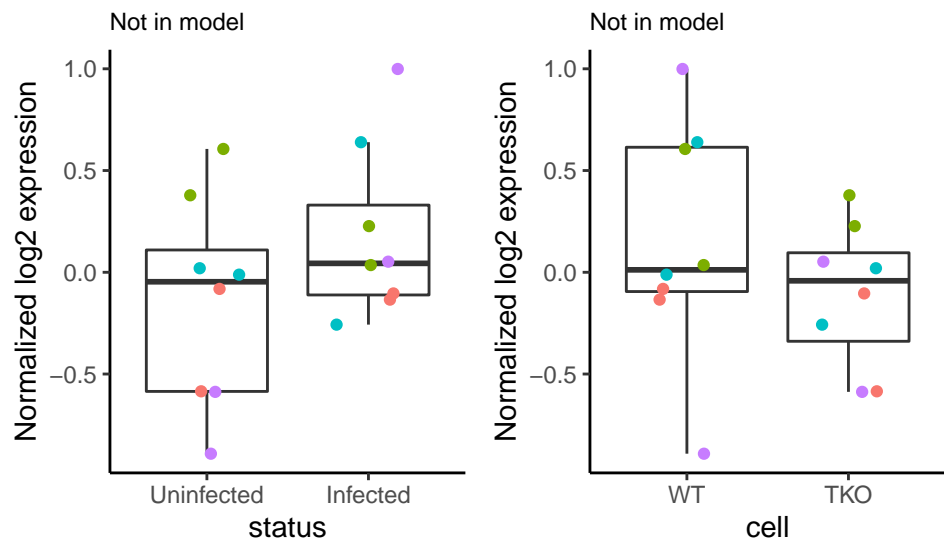 Not in model
Normalized log2 expression
1.0
0.5
0.0
−0.5
Uninfected
Infected
status
Not in model
Normalized log2 expression
1.0
0.5
0.0
−0.5
WT
TKO
cell